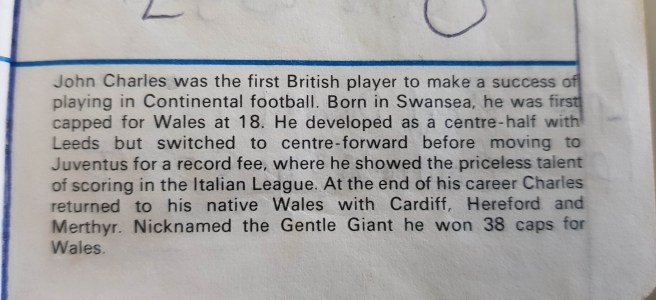 John Charles was the first British player to make a success of
playing in Continental football. Born in Swansea, he was first
capped for Wales at 18. He developed as a centre-half with
Leeds but switched to centre-forward before moving to
Juventus for a record fee, where he showed the priceless talent
of scoring in the Italian League. At the end of his career Charles
returned to his native Wales with Cardiff, Hereford and
Merthyr. Nicknamed the Gentle Giant he won 38 caps for
Wales.